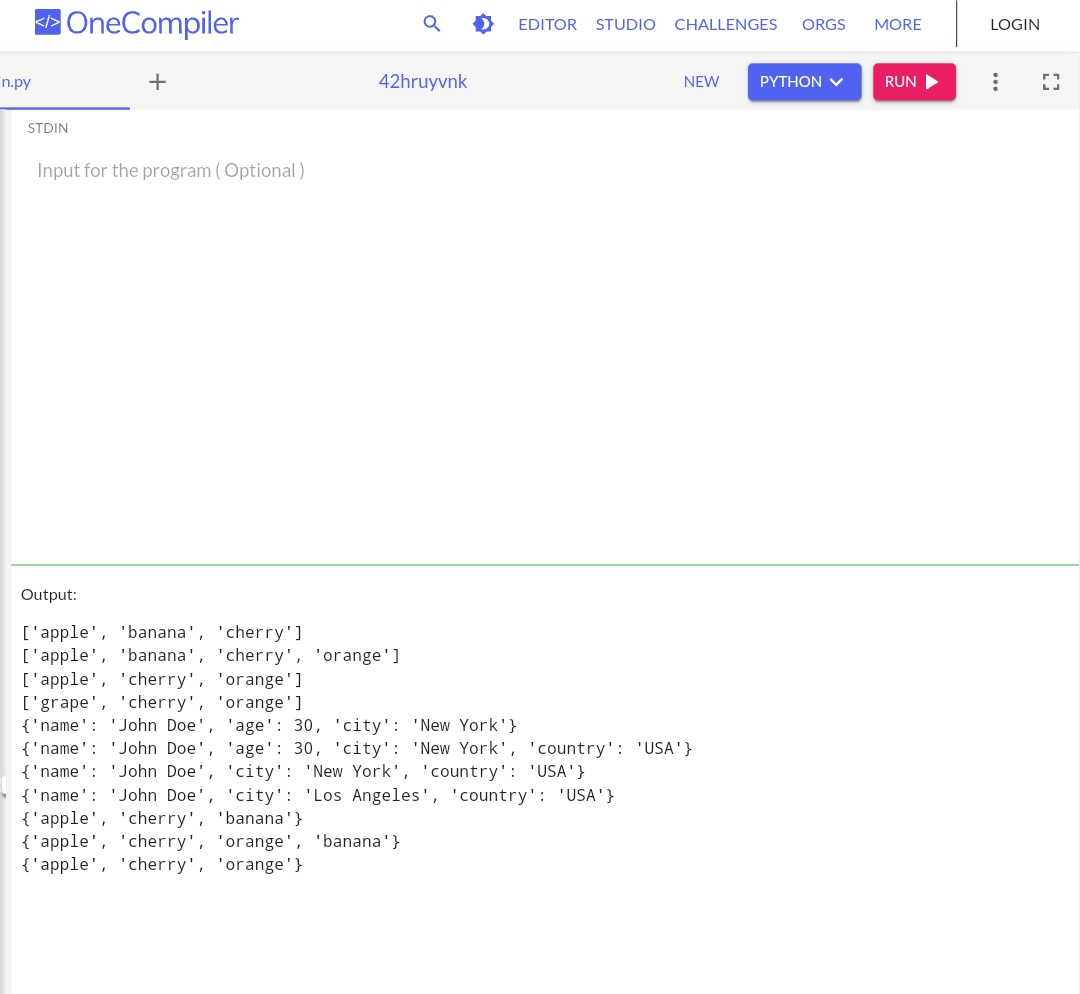 </> OneCompiler
EDITOR STUDIO CHALLENGES ORGS MORE LOGIN
n.py + 42hruyvnk NEW PYTHON RUN
STDIN
Input for the program ( Optional )
Output:
['apple', 'banana', 'cherry']
['apple', 'banana', 'cherry', 'orange']
['apple', 'cherry', 'orange']
['grape', 'cherry', 'orange']
{'name': 'John Doe', 'age': 30, 'city': 'New York'}
{'name': 'John Doe', 'age': 30, 'city': 'New York', 'country': 'USA'}
{'name': 'John Doe', 'city': 'New York', 'country': 'USA'}
{'name': 'John Doe', 'city': 'Los Angeles', 'country': 'USA'}
{'apple', 'cherry', 'banana'}
{'apple', 'cherry', 'orange', 'banana'}
{'apple', 'cherry', 'orange'}